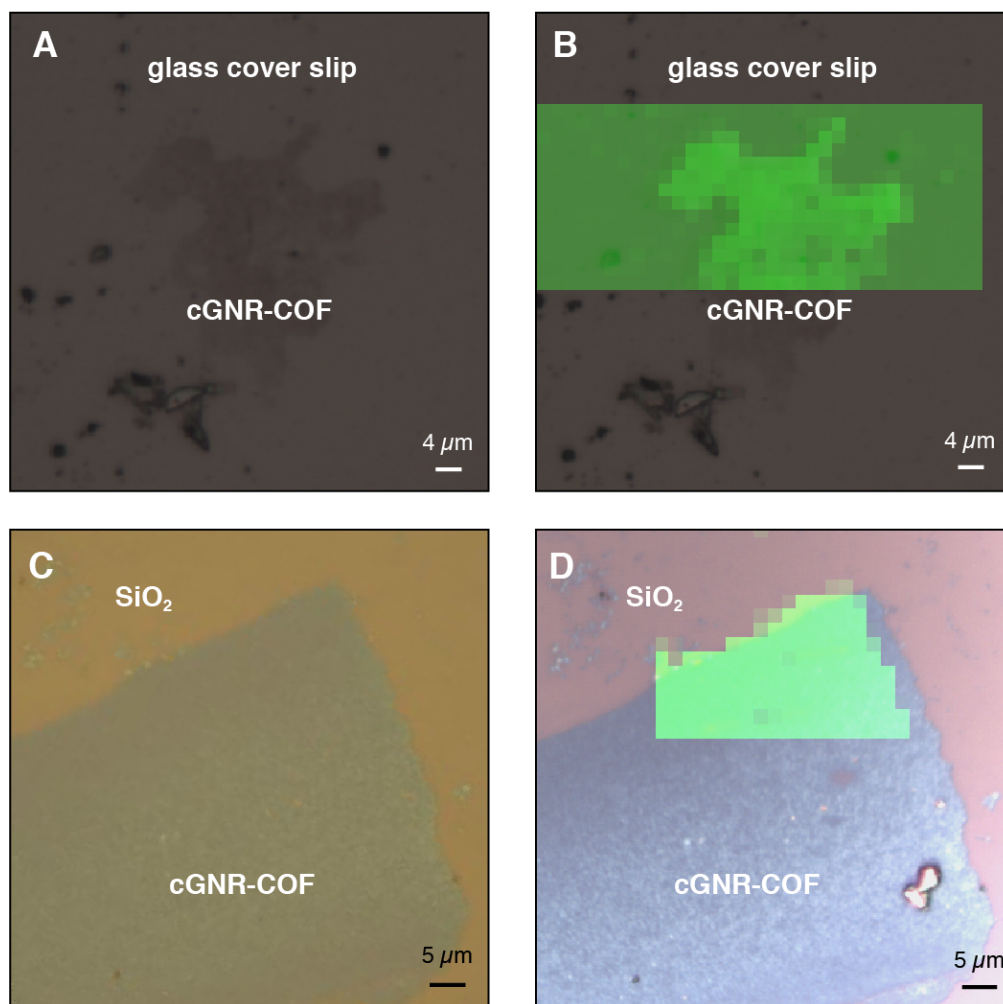 A
glass cover slip
cGNR-COF
4 μm
B
glass cover slip
cGNR-COF
4 μm
C
SiO₂
cGNR-COF
5 μm
D
SiO₂
cGNR-COF
5 μm